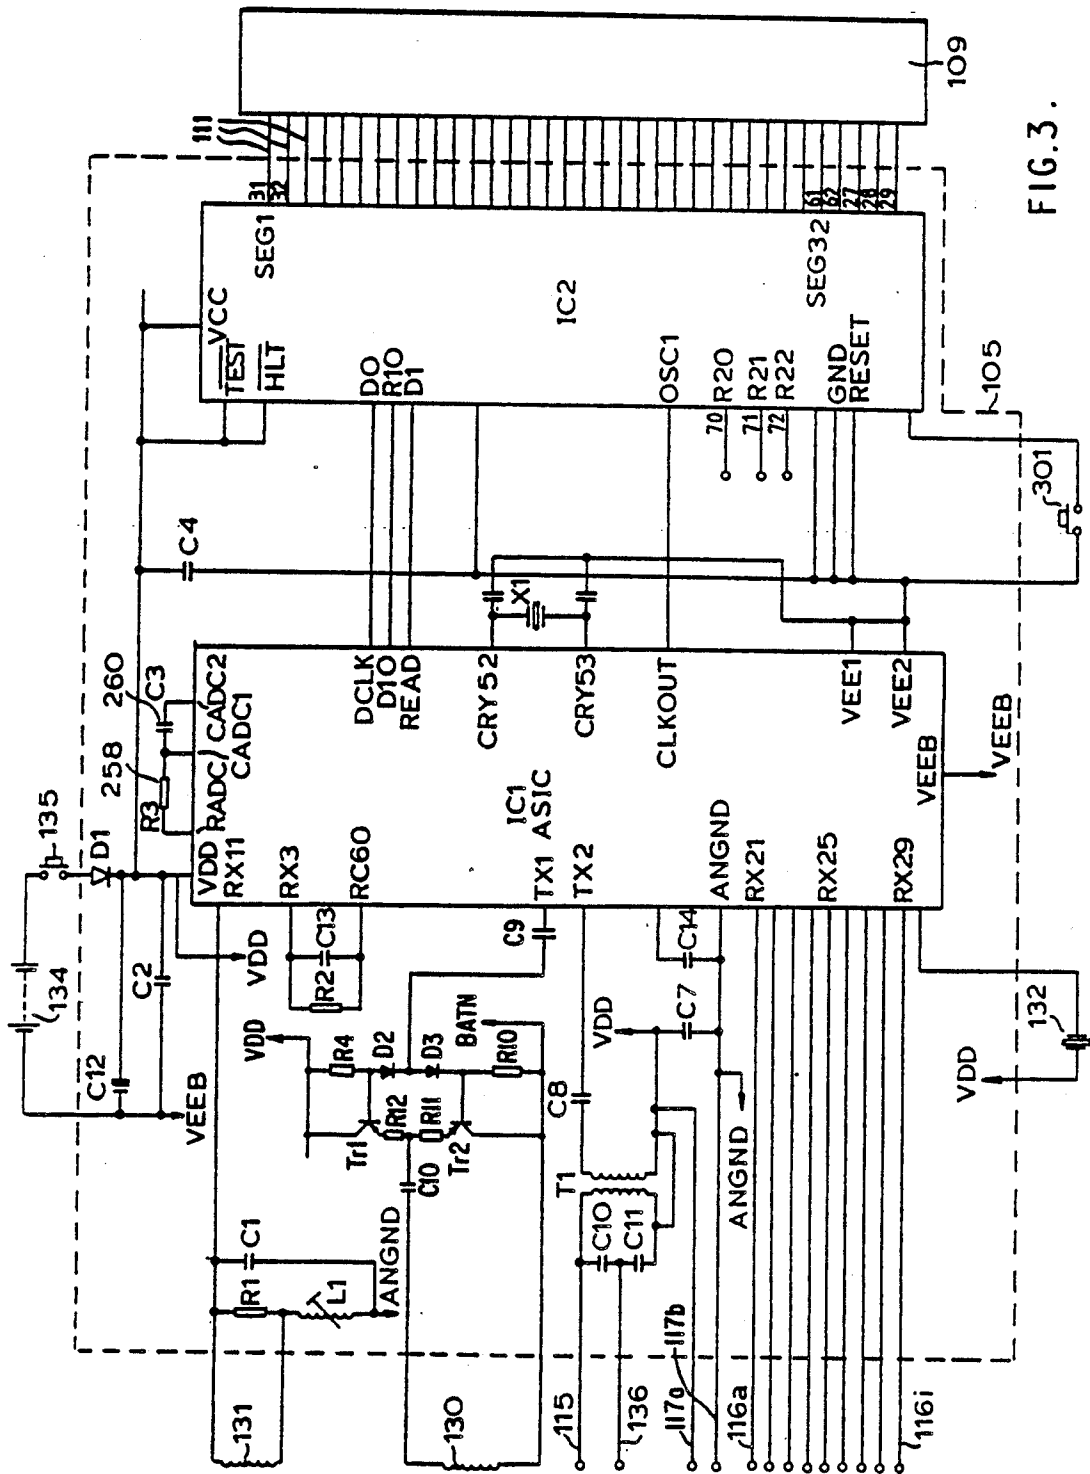 109
111
31
32
61
62
27
28
29
FIG.3.
SEG1
SEG32
IC2
VCC
TEST
HLT
D0
R10
D1
OSC1
R20
R21
R22
70
71
72
GND
RESET
105
301
C4
X1
260
C3
258
R3
135
D1
134
C12
C2
VDD
VEEB
CADC2
RADC/
CADC1
DCLK
D10
READ
CRY52
CRY53
CLKOUT
VEE1
VEE2
VEEB
VEEB
IC1
ASIC
VDD
RX11
RX3
RC60
TX1
TX2
ANGND
RX21
RX25
RX29
C13
R2
C9
C14
C7
VDD
R4
D2
D3
BATN
R10
VDD
C8
Tr1
R12
R11
Tr2
C10
T1
C10
C11
ANGND
132
VDD
C1
R1
L1
ANGND
131
130
115
136
117a
117b
116a
116i